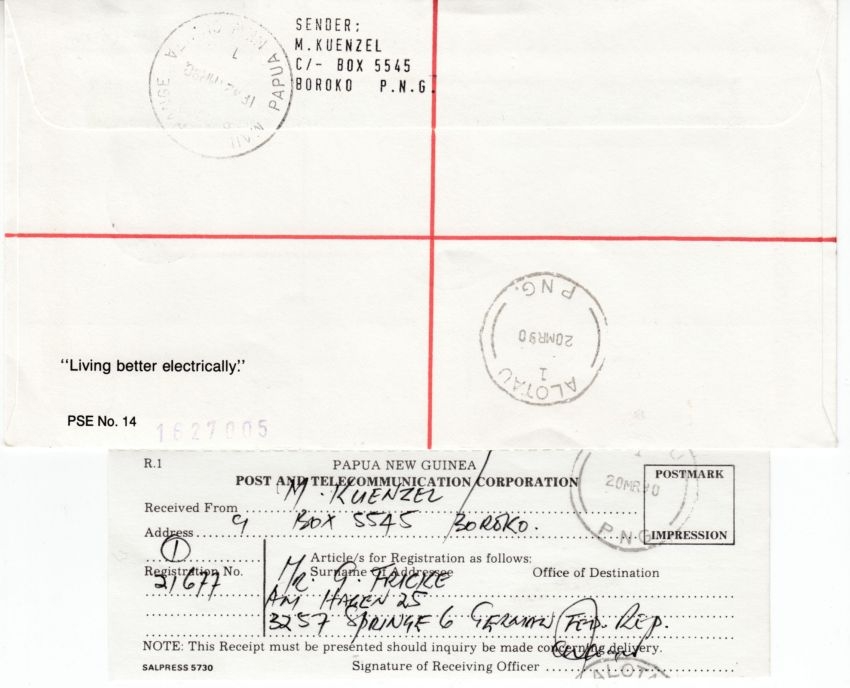 SENDER:
M.KUENZEL
C/- BOX 5545
BOROKO P.N.G.
PAPUA
P.N.G.
20MR90
1
ALOTAU
“Living better electrically.”
PSE No. 14
1627005
R.1 PAPUA NEW GUINEA
POST AND TELECOMMUNICATION CORPORATION
POSTMARK
IMPRESSION
20MR90
P.N.G
Received From M. KUENZEL
Address BOX 5545 BOROKO.
1
Article/s for Registration as follows:
Registration No. Surname of Addressee Office of Destination
21677 Mr. G. FRICKE
AM HAGEN 25
3257 SPRINGE 6 GERMAN FED. REP.
NOTE: This Receipt must be presented should inquiry be made concerning delivery.
SALPRESS 5730 Signature of Receiving Officer
ALOTA